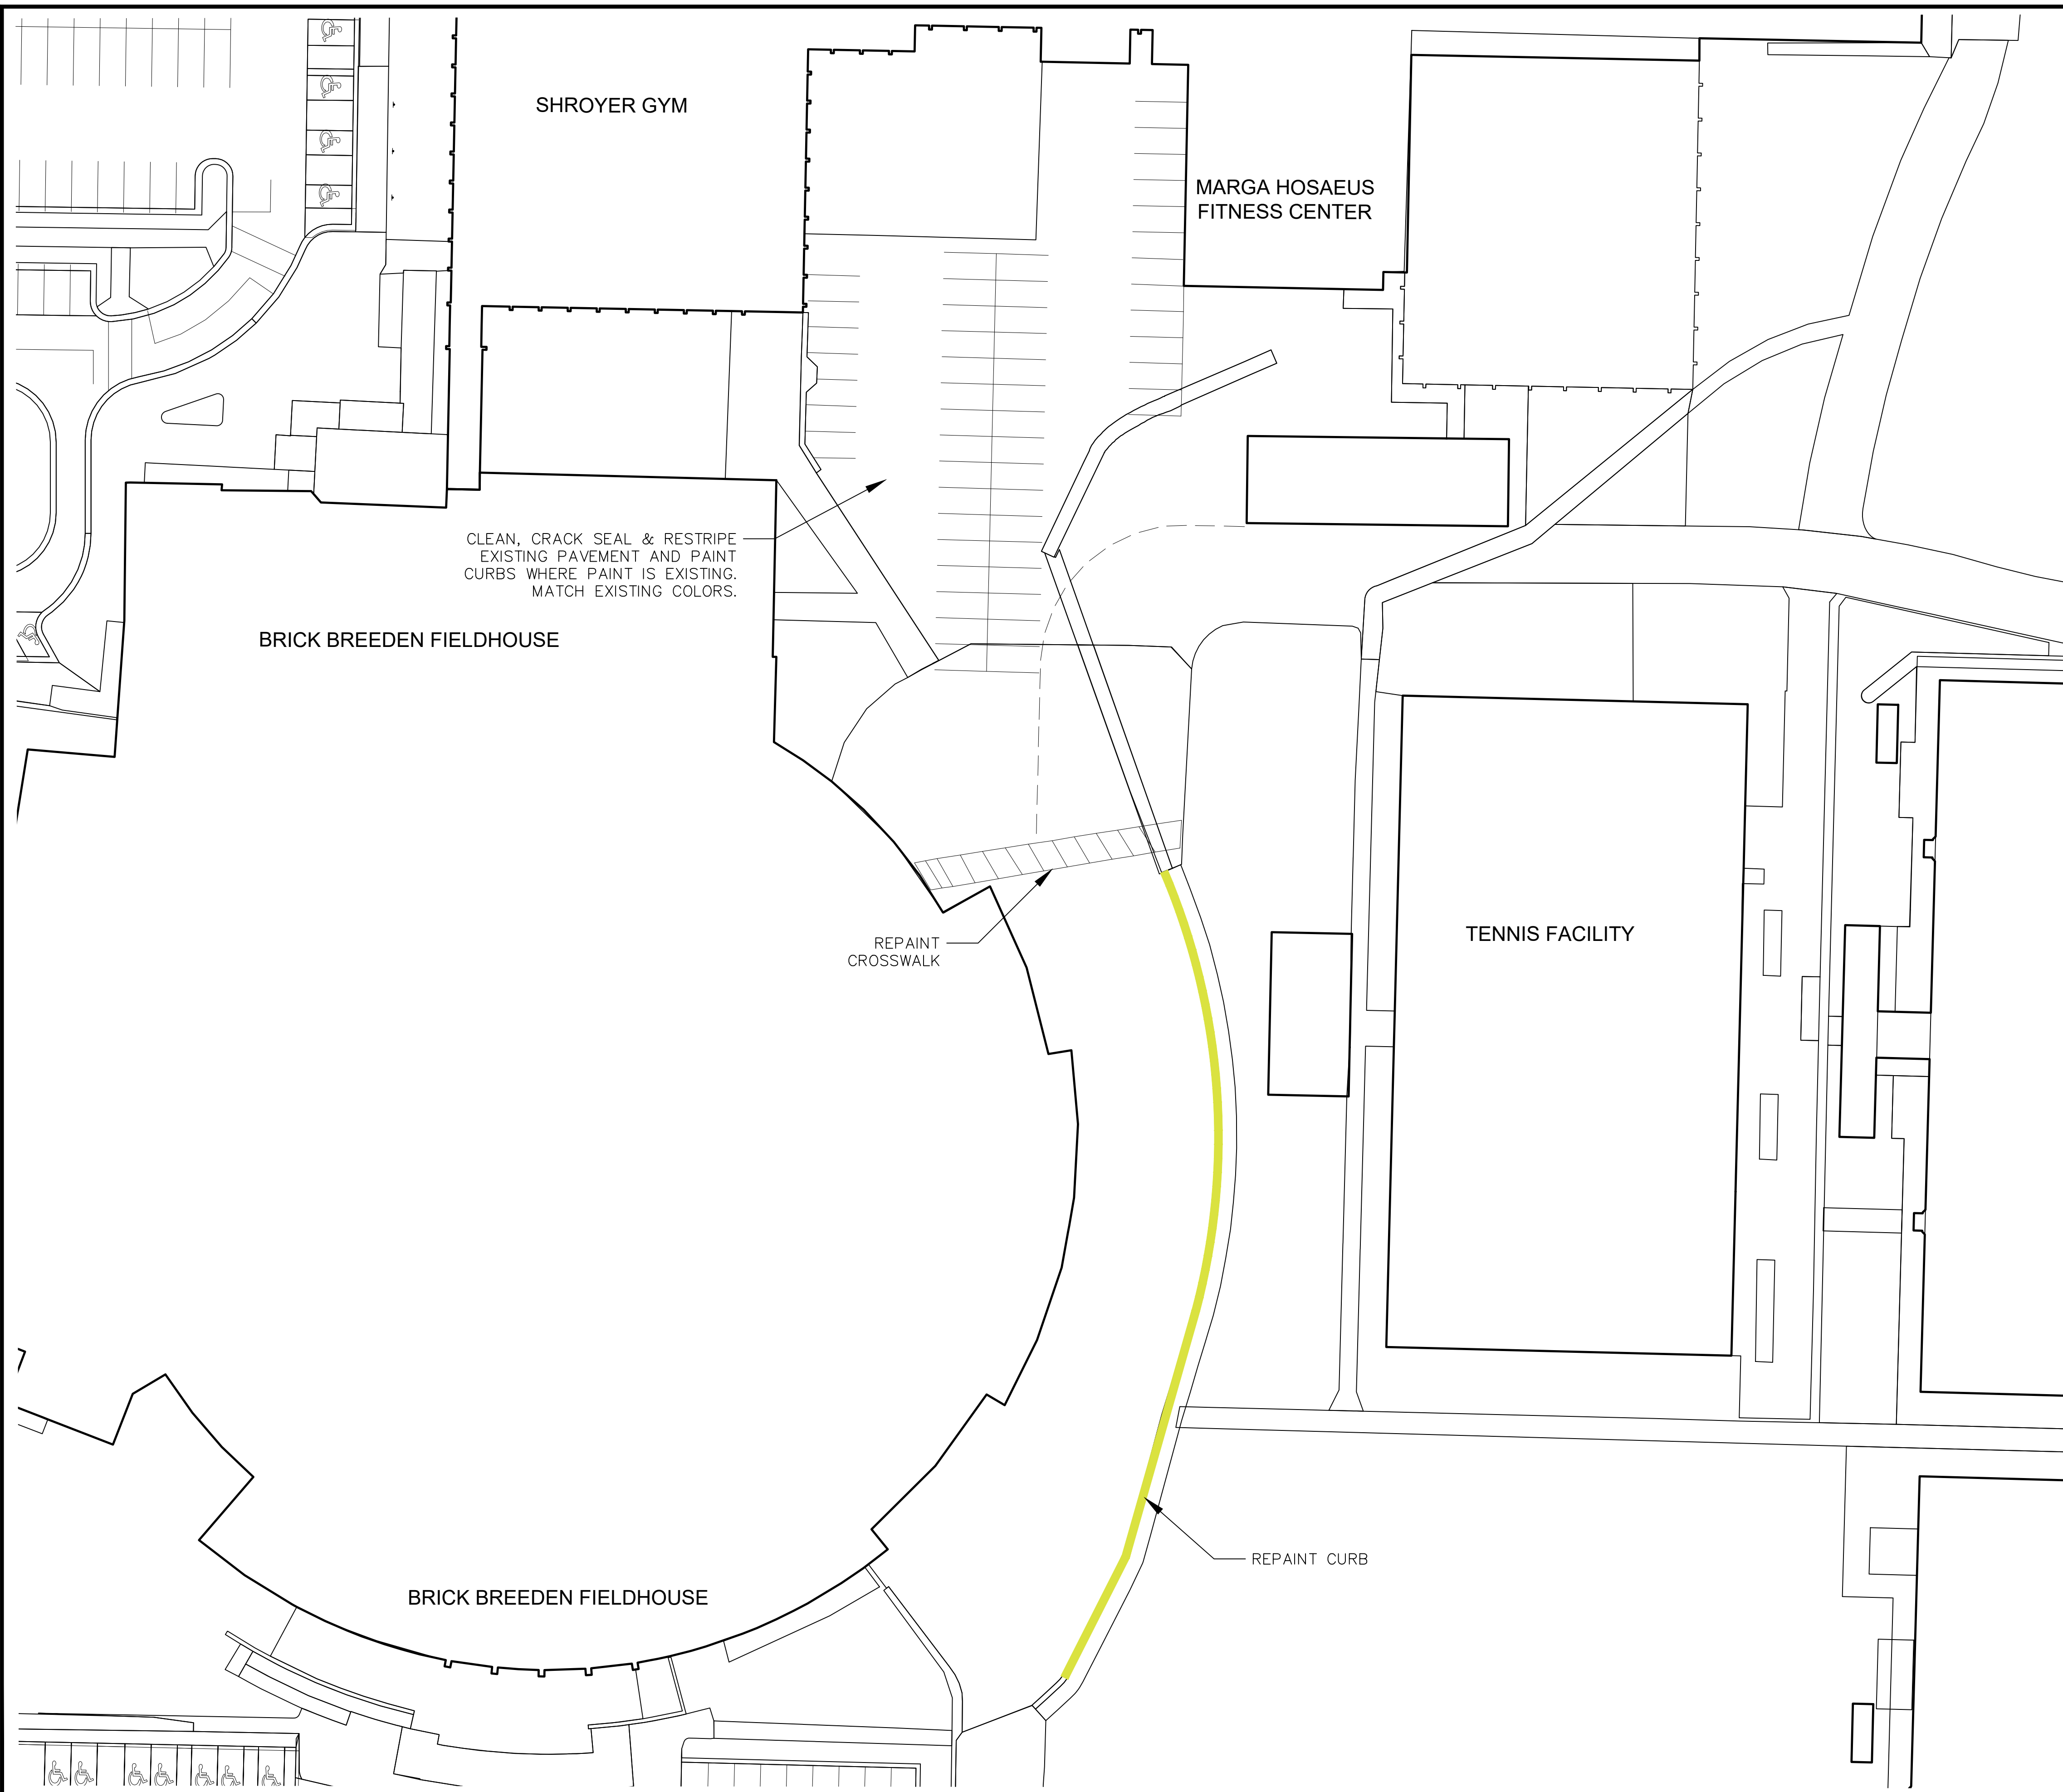 SHROYER GYM
MARGA HOSAEUS
FITNESS CENTER
CLEAN, CRACK SEAL & RESTRIPE
EXISTING PAVEMENT AND PAINT
CURBS WHERE PAINT IS EXISTING.
MATCH EXISTING COLORS.
BRICK BREEDEN FIELDHOUSE
REPAINT
CROSSWALK
TENNIS FACILITY
REPAINT CURB
BRICK BREEDEN FIELDHOUSE